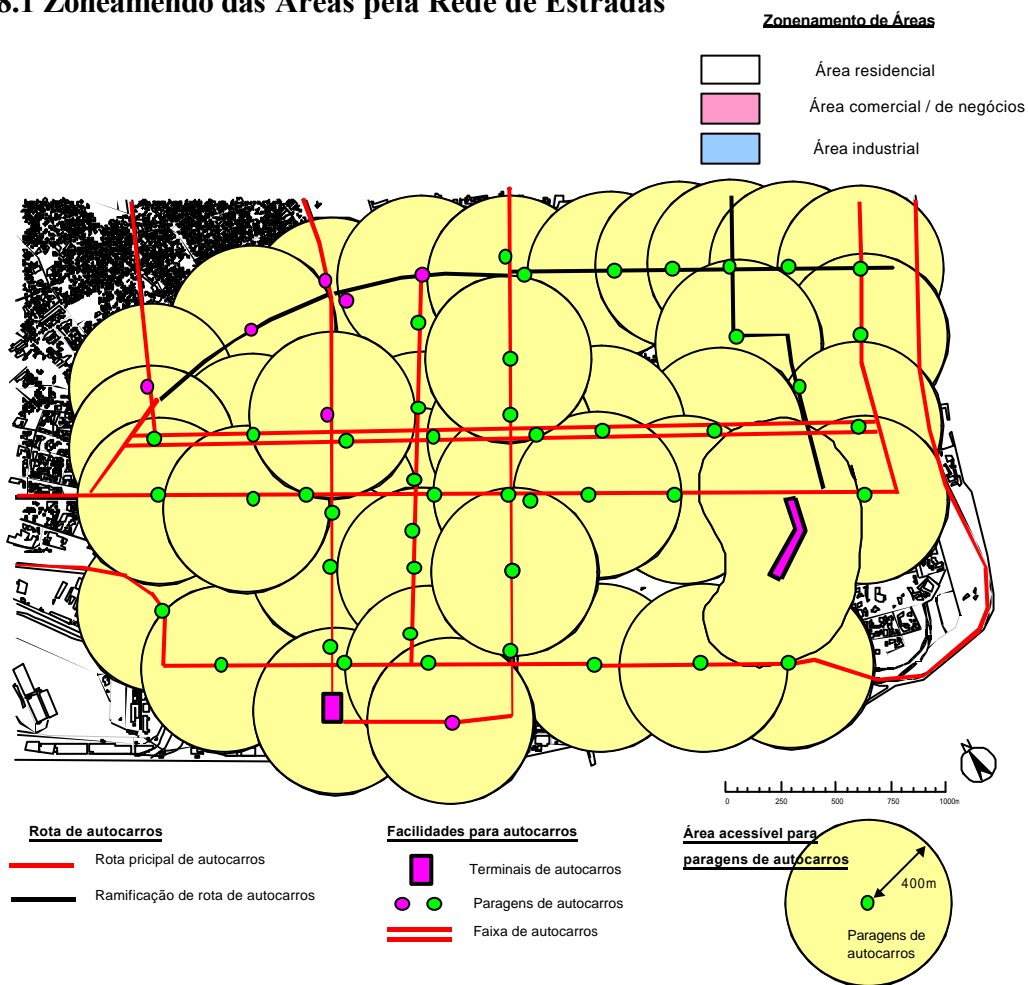 8.1 Zoneamendo das Áreas pela Rede de Estradas
Zonenamento de Áreas
Área residencial
Área comercial / de negócios
Área industrial
N
0 250 500 750 1000m
Rota de autocarros
Rota pricipal de autocarros
Ramificação de rota de autocarros
Facilidades para autocarros
Terminais de autocarros
Paragens de autocarros
Faixa de autocarros
Área acessível para
paragens de autocarros
400m
Paragens de
autocarros